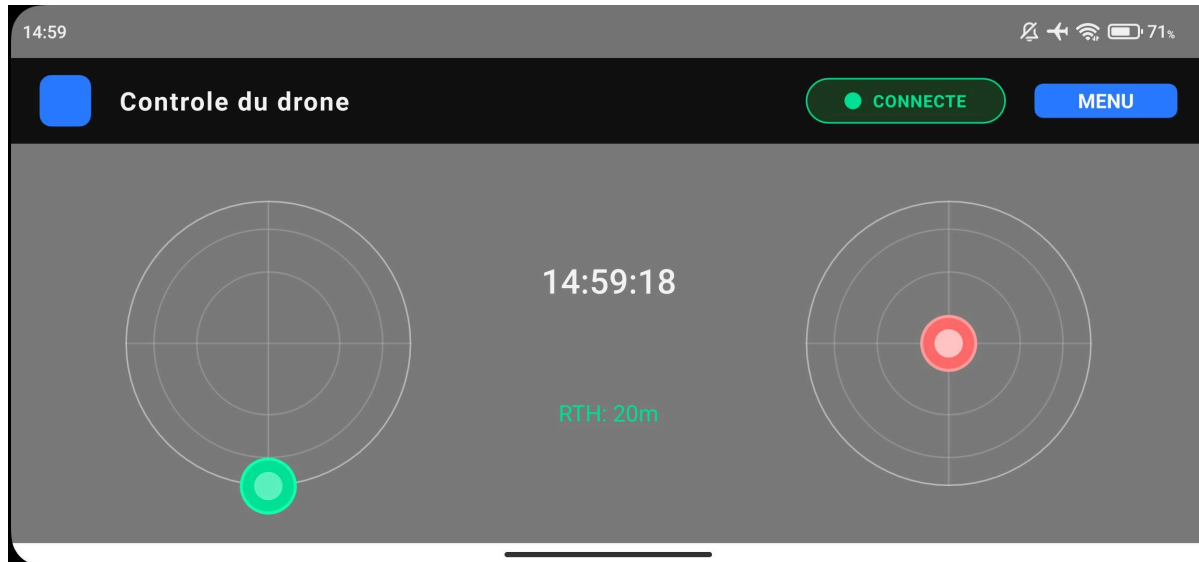 14:59
71%
Controle du drone
CONNECTE
MENU
14:59:18
RTH: 20m